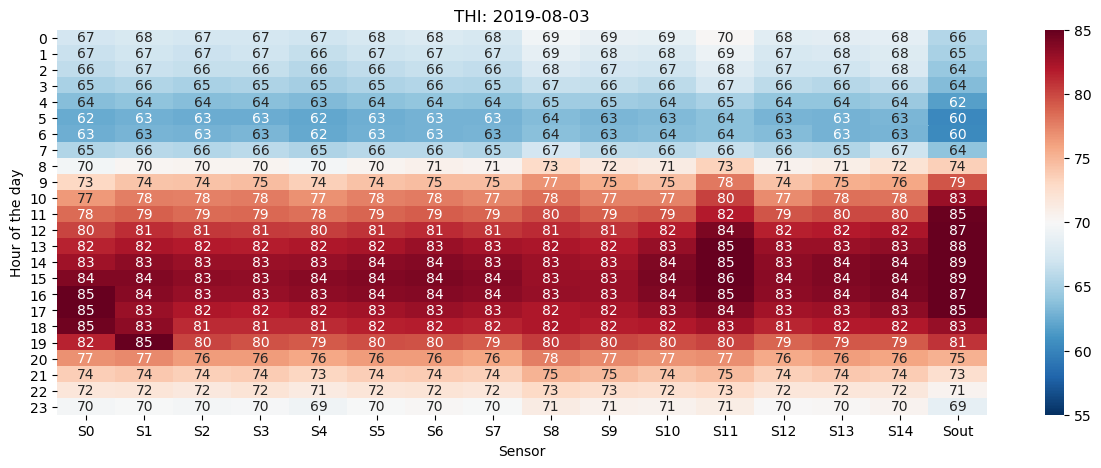 THI: 2019-08-03
Hour of the day
0 67 68 67 67 67 68 68 68 69 69 69 70 68 68 68 66
1 67 67 67 67 66 67 67 67 69 68 68 69 67 68 68 65
2 66 67 66 66 66 66 66 66 68 67 67 68 67 67 68 64
3 65 66 65 65 65 65 66 65 67 66 66 67 66 66 66 64
4 64 64 64 64 63 64 64 64 65 65 64 65 64 64 64 62
5 62 63 63 63 62 63 63 63 64 63 64 64 63 63 63 60
6 63 63 63 63 62 63 63 63 64 63 64 64 63 63 63 60
7 65 66 66 66 65 66 66 65 67 66 66 66 66 65 67 64
8 70 70 70 70 70 70 71 71 73 72 71 73 71 71 72 74
9 73 74 74 75 74 74 75 75 77 75 75 78 74 75 76 79
10 77 78 78 78 77 78 78 77 78 77 77 80 77 78 78 83
11 78 79 79 79 78 79 79 79 80 79 79 82 79 80 80 85
12 80 81 81 81 80 81 81 81 81 81 82 84 82 82 82 87
13 82 82 82 82 82 82 83 83 82 82 83 85 83 83 83 88
14 83 83 83 83 83 84 84 83 83 83 84 85 83 84 84 89
15 84 84 83 83 84 84 84 84 83 83 84 86 84 84 84 89
16 85 84 83 83 83 84 84 84 83 83 84 85 83 84 84 87
17 85 83 82 82 83 83 83 83 82 82 83 84 83 83 83 85
18 85 83 81 81 81 82 82 82 82 82 82 83 81 82 82 83
19 82 85 80 80 79 80 80 79 80 80 80 80 79 79 79 81
20 77 77 76 76 76 76 76 76 78 77 77 77 76 76 76 75
21 74 74 74 74 73 74 74 74 75 75 74 75 74 74 74 73
22 72 72 72 72 71 72 72 72 73 73 72 73 72 72 72 71
23 70 70 70 70 69 70 70 70 71 71 71 71 70 70 70 69
S0 S1 S2 S3 S4 S5 S6 S7 S8 S9 S10 S11 S12 S13 S14 Sout
Sensor
85
80
75
70
65
60
55